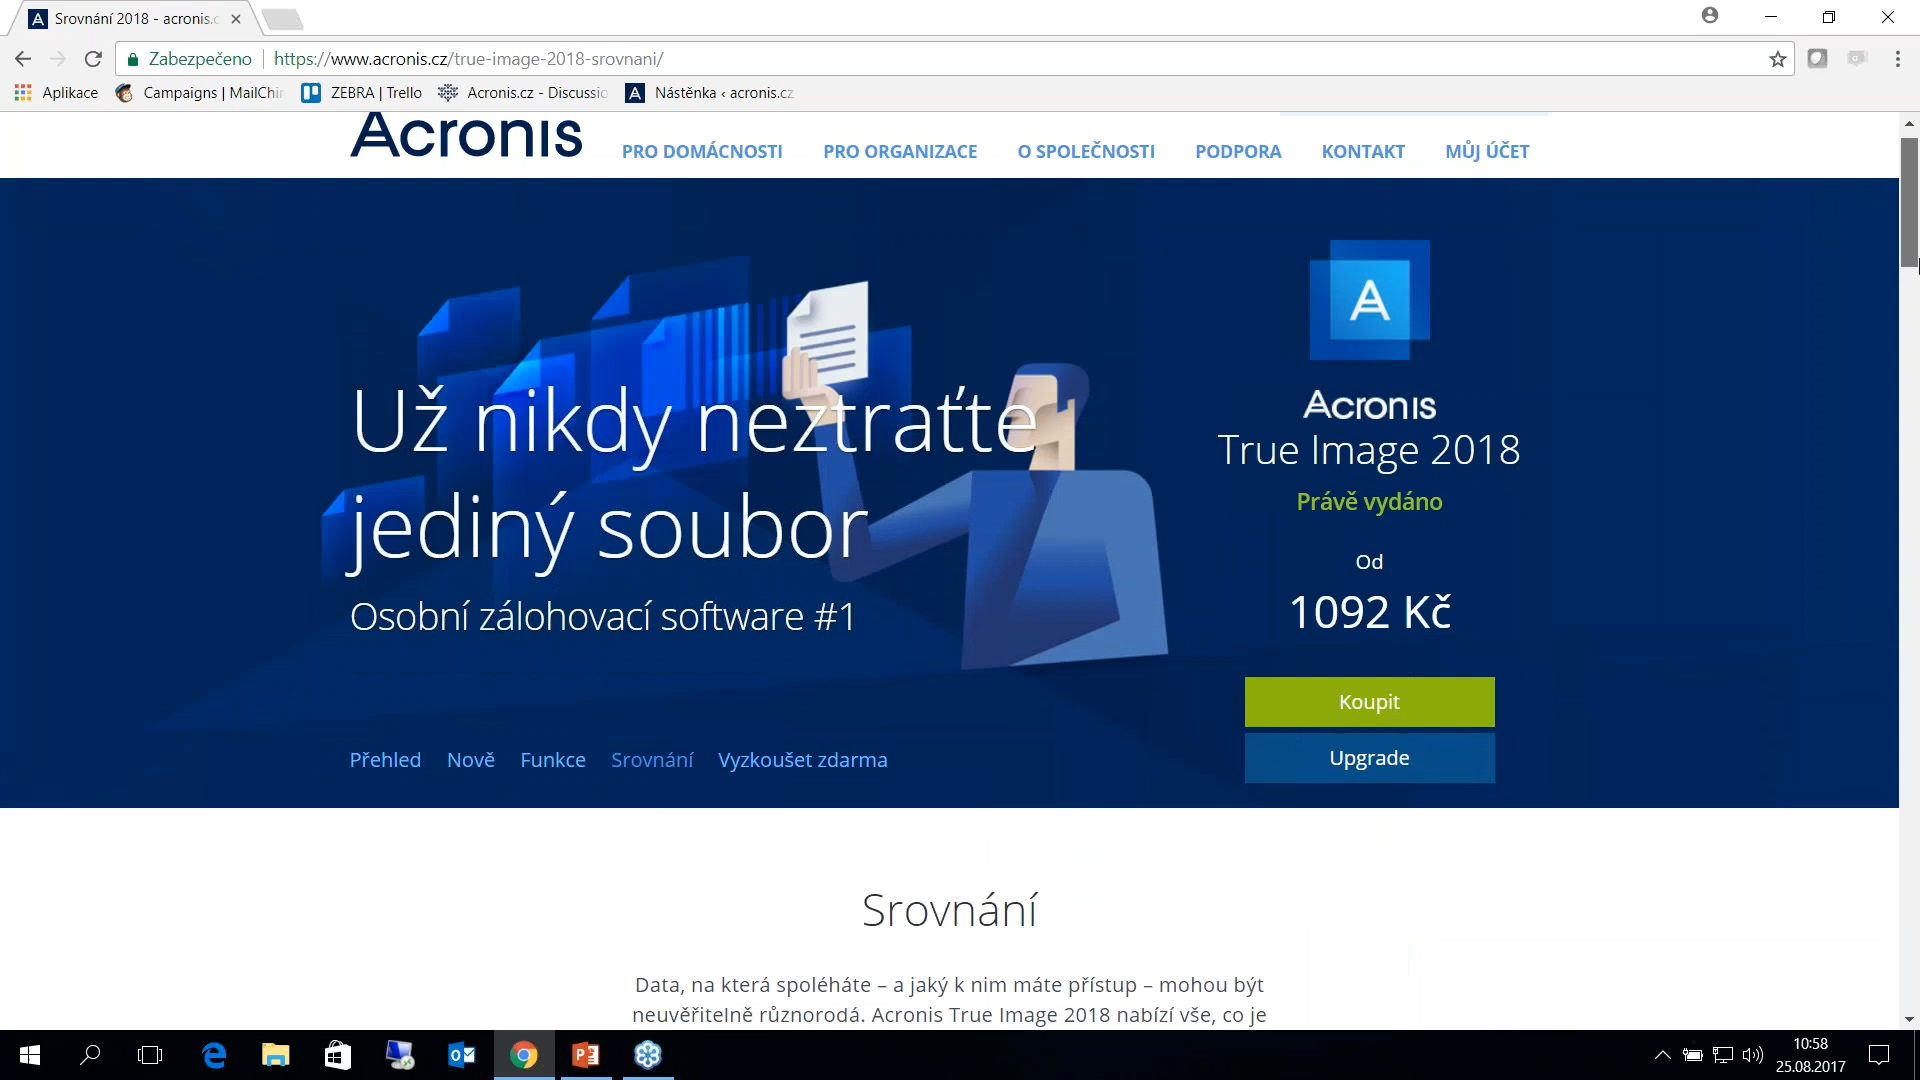 Srovnání 2018 - acronis.c
Zabezpečeno
https://www.acronis.cz/true-image-2018-srovnani/
Aplikace
Campaigns | MailChi
ZEBRA | Trello
Acronis.cz - Discussio
Nástěnka ‹ acronis.cz
Acronis
PRO DOMÁCNOSTI
PRO ORGANIZACE
O SPOLEČNOSTI
PODPORA
KONTAKT
MŮJ ÚČET
Už nikdy neztraťte
jediný soubor
Osobní zálohovací software #1
Acronis
True Image 2018
Právě vydáno
Od
1092 Kč
Koupit
Upgrade
Přehled
Nově
Funkce
Srovnání
Vyzkoušet zdarma
Srovnání
Data, na která spoléháte – a jaký k nim máte přístup – mohou být
neuvěřitelně různorodá. Acronis True Image 2018 nabízí vše, co je
10:58
25.08.2017